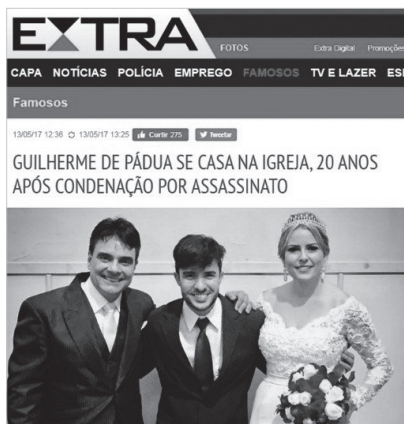 EXTRA
FOTOS
Extra Digital Promoções
CAPA NOTÍCIAS POLÍCIA EMPREGO FAMOSOS TV E LAZER ES
Famosos
13/05/17 12:36 13/05/17 13:25 Curtir 275 Tweetar
GUILHERME DE PÁDUA SE CASA NA IGREJA, 20 ANOS
APÓS CONDENAÇÃO POR ASSASSINATO